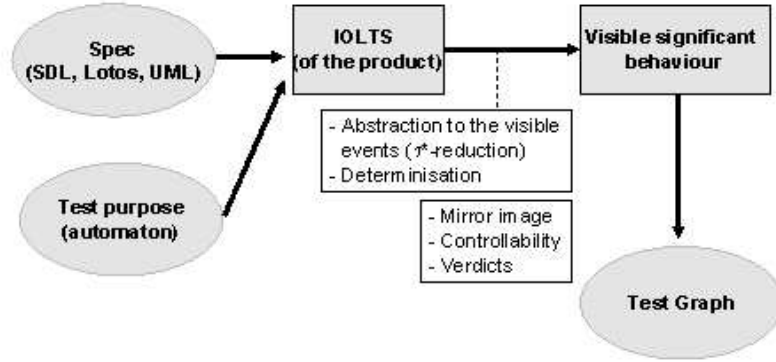 Spec
(SDL, Lotos, UML)
IOLTS
(of the product)
Visible significant
behaviour
- Abstraction to the visible
events (τ*-reduction)
- Determinisation
Test purpose
(automaton)
- Mirror image
- Controllability
- Verdicts
Test Graph